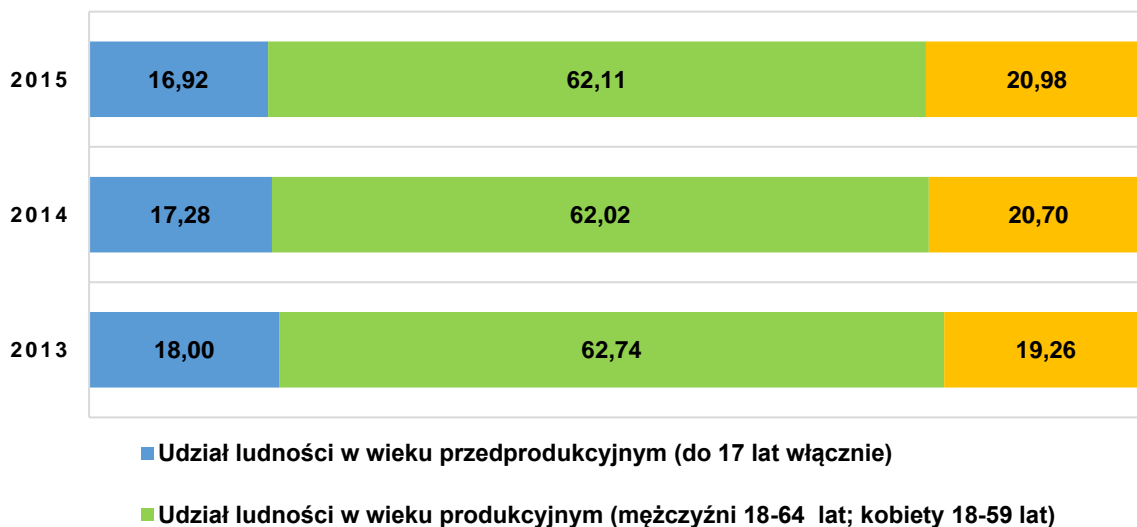 2015 16,92 62,11 20,98
2014 17,28 62,02 20,70
2013 18,00 62,74 19,26
Udział ludności w wieku przedprodukcyjnym (do 17 lat włącznie)
Udział ludności w wieku produkcyjnym (mężczyźni 18-64 lat; kobiety 18-59 lat)